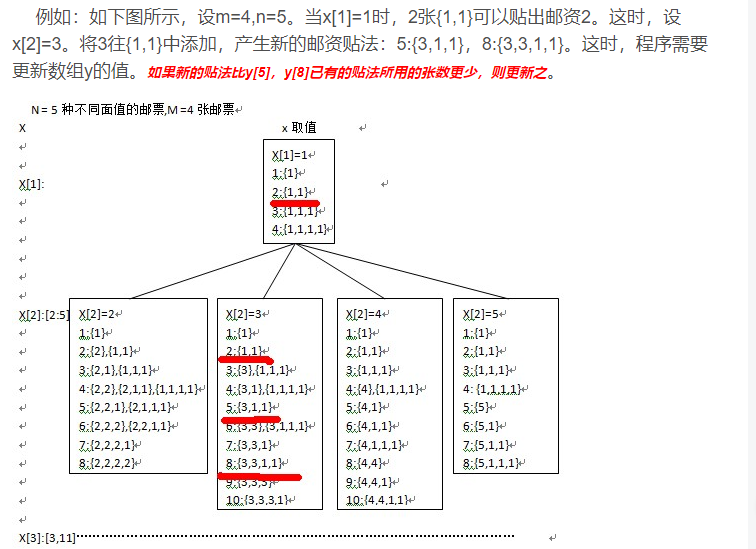 例如：如下图所示，设m=4,n=5。当x[1]=1时，2张{1,1}可以贴出邮资2。这时，设
x[2]=3。将3往{1,1}中添加，产生新的邮资贴法：5:{3,1,1}，8:{3,3,1,1}。这时，程序需要
更新数组y的值。如果新的贴法比y[5]，y[8]已有的贴法所用的张数更少，则更新之。
N= 5 种不同面值的邮票,M =4 张邮票
X
x 取值
X[1]:
X[1]=1
1:{1}
2:{1,1}
3:{1,1,1}
4:{1,1,1,1}
X[2]:[2:5]
X[2]=2
1:{1}
2:{2},{1,1}
3:{2,1},{1,1,1}
4:{2,2},{2,1,1},{1,1,1,1}
5:{2,2,1},{2,1,1,1}
6:{2,2,2},{2,2,1,1}
7:{2,2,2,1}
8:{2,2,2,2}
X[2]=3
1:{1}
2:{1,1}
3:{3},{1,1,1}
4:{3,1},{1,1,1,1}
5:{3,1,1}
6:{3,3},{3,1,1,1}
7:{3,3,1}
8:{3,3,1,1}
9:{3,3,3}
10:{3,3,3,1}
X[2]=4
1:{1}
2:{1,1}
3:{1,1,1}
4:{4},{1,1,1,1}
5:{4,1}
6:{4,1,1}
7:{4,1,1,1}
8:{4,4}
9:{4,4,1}
10:{4,4,1,1}
X[2]=5
1:{1}
2:{1,1}
3:{1,1,1}
4: {1,1,1,1}
5:{5}
6:{5,1}
7:{5,1,1}
8:{5,1,1,1}
X[3]:[3,11]